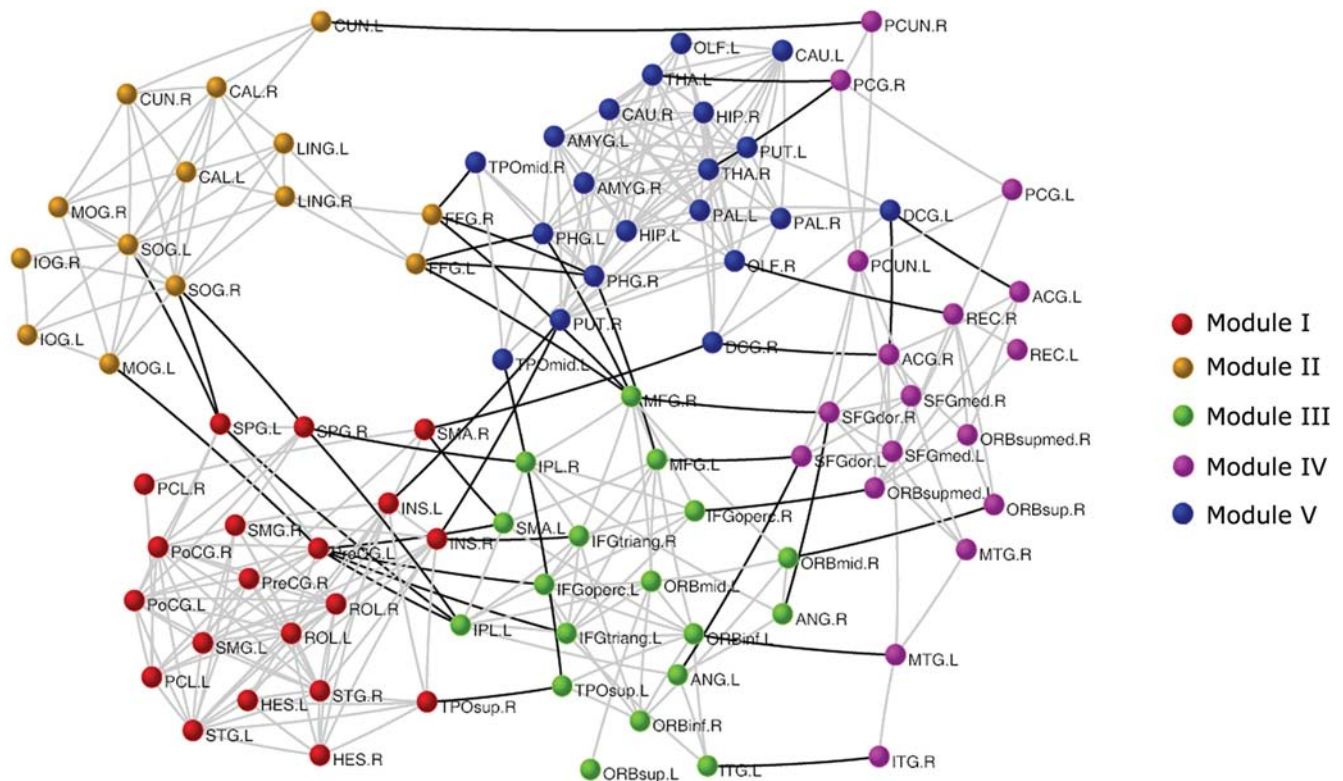 CUN.L
PCUN.R
OLF.L
CAU.L
THA.L
PCG.R
CUN.R
CAL.R
CAU.R
HIP.R
AMYG.L
LING.L
PUT.L
TPOmid.R
THA.R
CAL.L
AMYG.R
PCG.L
LING.R
MOG.R
FFG.R
PAL.L
PAL.R
DCG.L
PHG.L
HIP.L
SOG.L
IOG.R
FFG.L
OLF.R
PCUN.L
PHG.R
SOG.R
ACG.L
REC.R
PUT.R
Module I
IOG.L
DCG.R
REC.L
ACG.R
MOG.L
TPOmid.L
Module II
MFG.R
SFGmed.R
SFGdor.R
Module III
SPG.L
SPG.R
SMA.R
ORBsupmed.R
SFGmed.L
IPL.R
MFG.L
SFGdor.L
Module IV
PCL.R
ORBsupmed.L
INS.L
ORBsup.R
IFGoperc.R
Module V
SMG.R
SMA.L
INS.R
IFGtriang.R
PoCG.R
PreCG.L
MTG.R
ORBmid.R
PreCG.R
IFGoperc.L
ORBmid.L
PoCG.L
ROL.R
ANG.R
IPL.L
ROL.L
IFGtriang.L
ORBinf.L
SMG.L
MTG.L
PCL.L
ANG.L
TPOsup.L
STG.R
HES.L
TPOsup.R
ORBinf.R
STG.L
HES.R
ITG.R
ITG.L
ORBsup.L